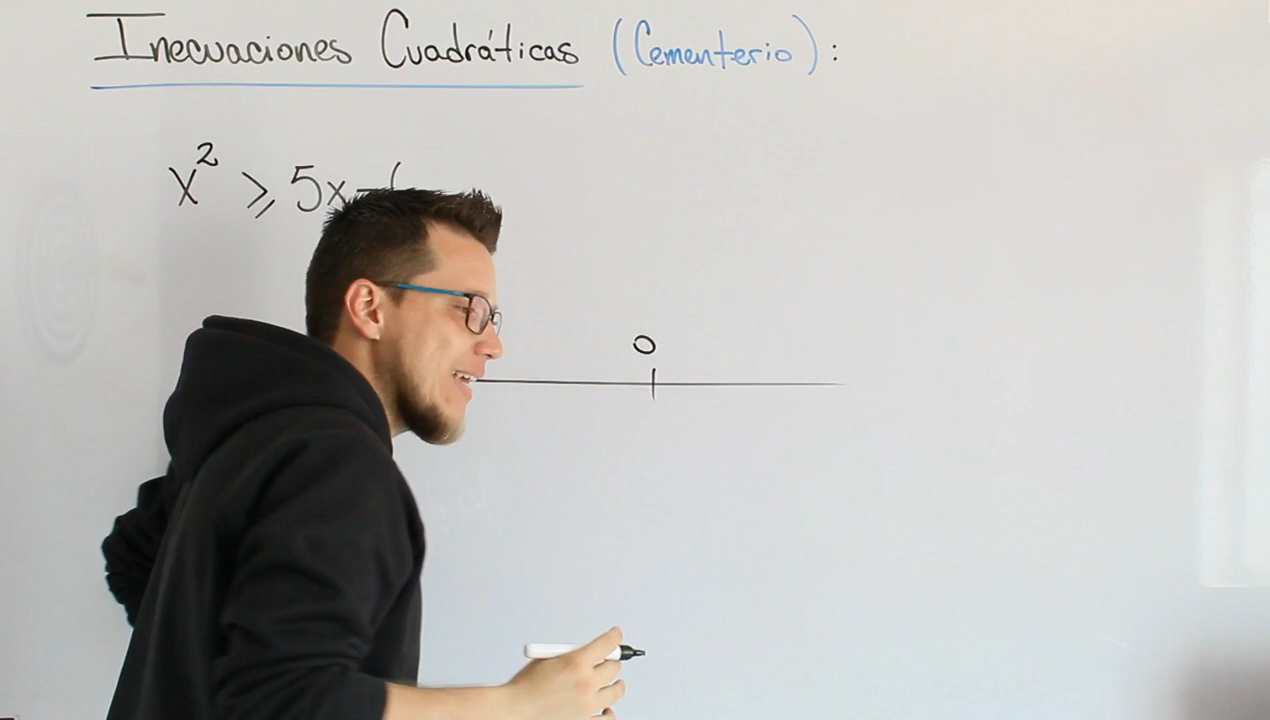 Inecuaciones Cuadráticas (Cementerio):
x² ⩾ 5x-
0